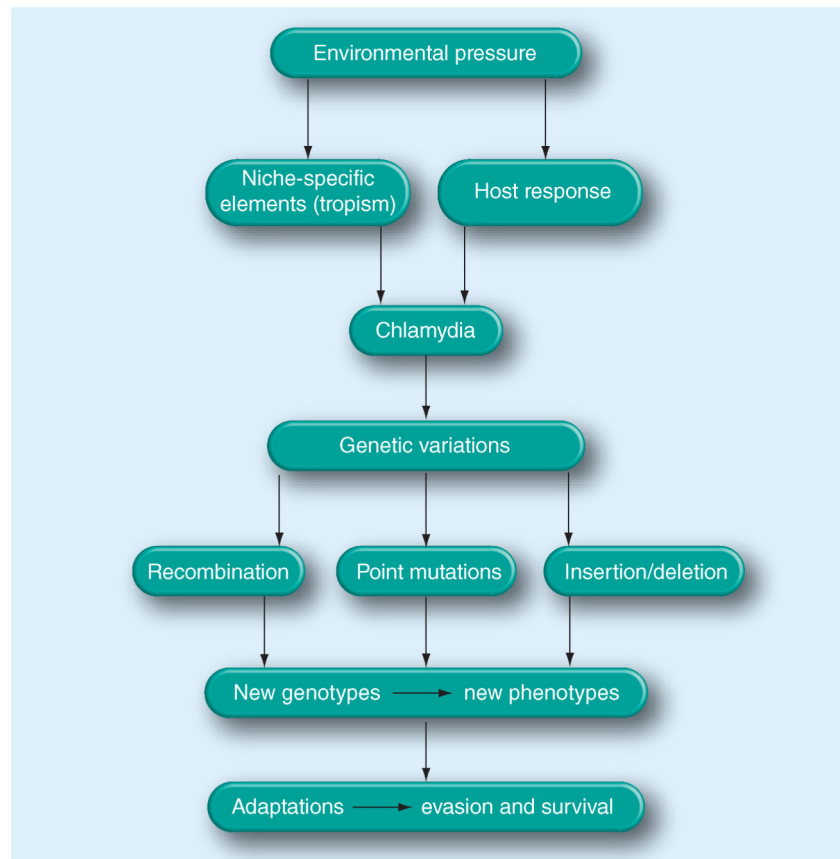 Environmental pressure
Niche-specific
elements (tropism)
Host response
Chlamydia
Genetic variations
Recombination
Point mutations
Insertion/deletion
New genotypes → new phenotypes
Adaptations → evasion and survival